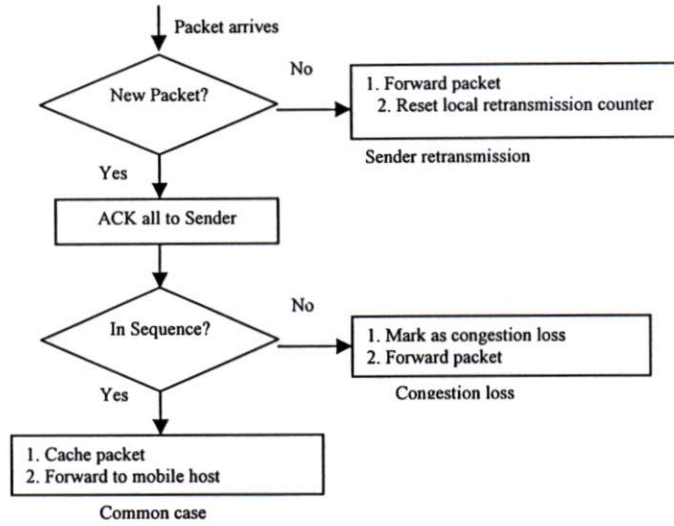 Packet arrives
New Packet?
No
1. Forward packet
2. Reset local retransmission counter
Sender retransmission
Yes
ACK all to Sender
In Sequence?
No
1. Mark as congestion loss
2. Forward packet
Congestion loss
Yes
1. Cache packet
2. Forward to mobile host
Common case